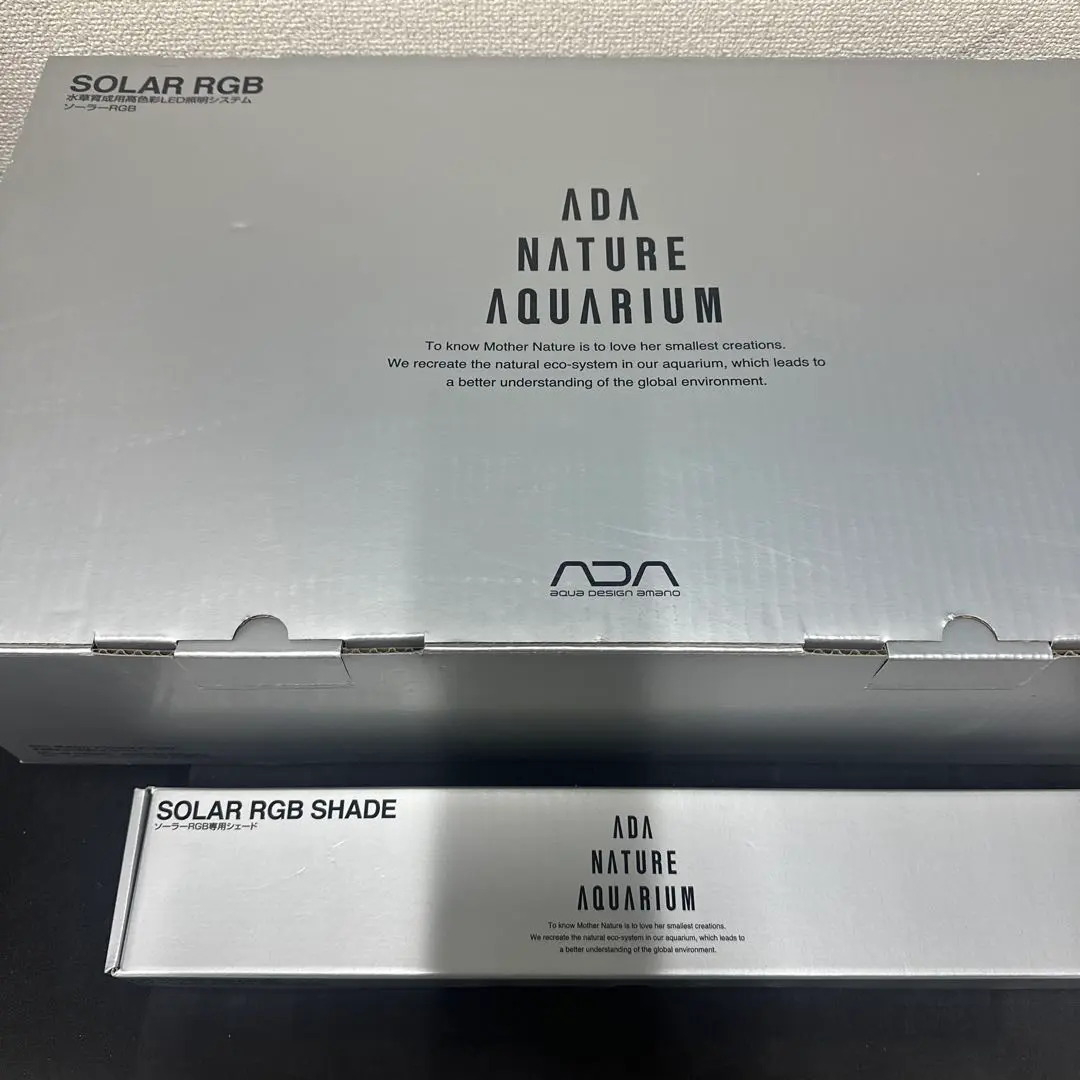 SOLAR RGB
水草育成用高色彩LED照明システム
ソーラーRGB
ADA
NATURE
AQUARIUM
To know Mother Nature is to love her smallest creations.
We recreate the natural eco-system in our aquarium, which leads to
a better understanding of the global environment.
ADA
aqua design amano
SOLAR RGB SHADE
ソーラーRGB専用シェード
ADA
NATURE
AQUARIUM
To know Mother Nature is to love her smallest creations.
We recreate the natural eco-system in our aquarium, which leads to
a better understanding of the global environment.